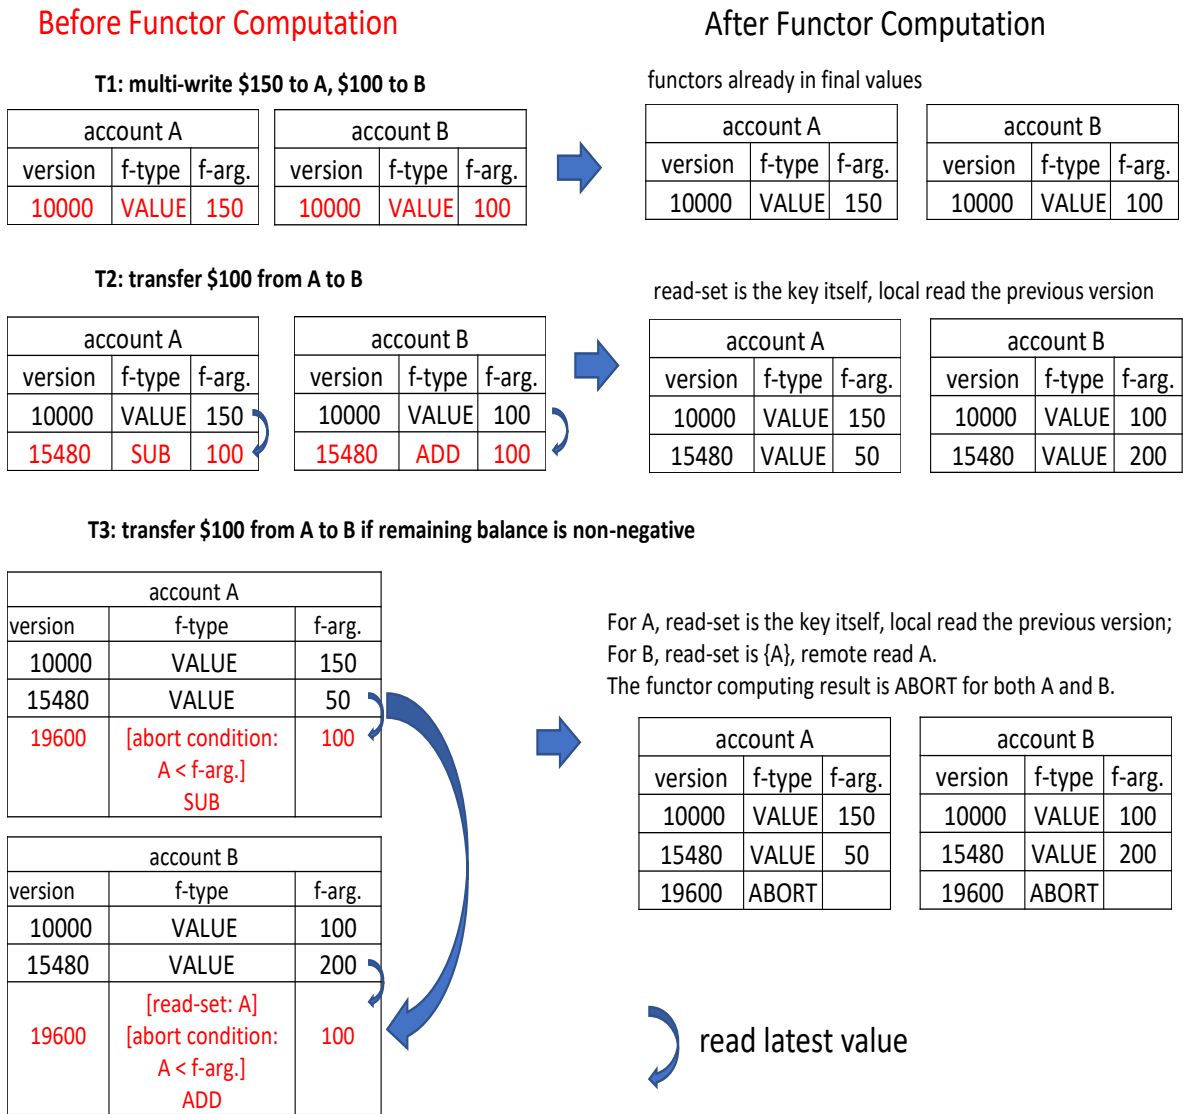 Before Functor Computation
After Functor Computation
T1: multi-write $150 to A, $100 to B
functors already in final values
account A
version f-type f-arg.
10000 VALUE 150
account B
version f-type f-arg.
10000 VALUE 100
account A
version f-type f-arg.
10000 VALUE 150
account B
version f-type f-arg.
10000 VALUE 100
T2: transfer $100 from A to B
read-set is the key itself, local read the previous version
account A
version f-type f-arg.
10000 VALUE 150
15480 SUB 100
account B
version f-type f-arg.
10000 VALUE 100
15480 ADD 100
account A
version f-type f-arg.
10000 VALUE 150
15480 VALUE 50
account B
version f-type f-arg.
10000 VALUE 100
15480 VALUE 200
T3: transfer $100 from A to B if remaining balance is non-negative
account A
version f-type f-arg.
10000 VALUE 150
15480 VALUE 50
19600 [abort condition: 100
A < f-arg.]
SUB
account B
version f-type f-arg.
10000 VALUE 100
15480 VALUE 200
[read-set: A]
19600 [abort condition: 100
A < f-arg.]
ADD
For A, read-set is the key itself, local read the previous version;
For B, read-set is {A}, remote read A.
The functor computing result is ABORT for both A and B.
account A
version f-type f-arg.
10000 VALUE 150
15480 VALUE 50
19600 ABORT
account B
version f-type f-arg.
10000 VALUE 100
15480 VALUE 200
19600 ABORT
read latest value